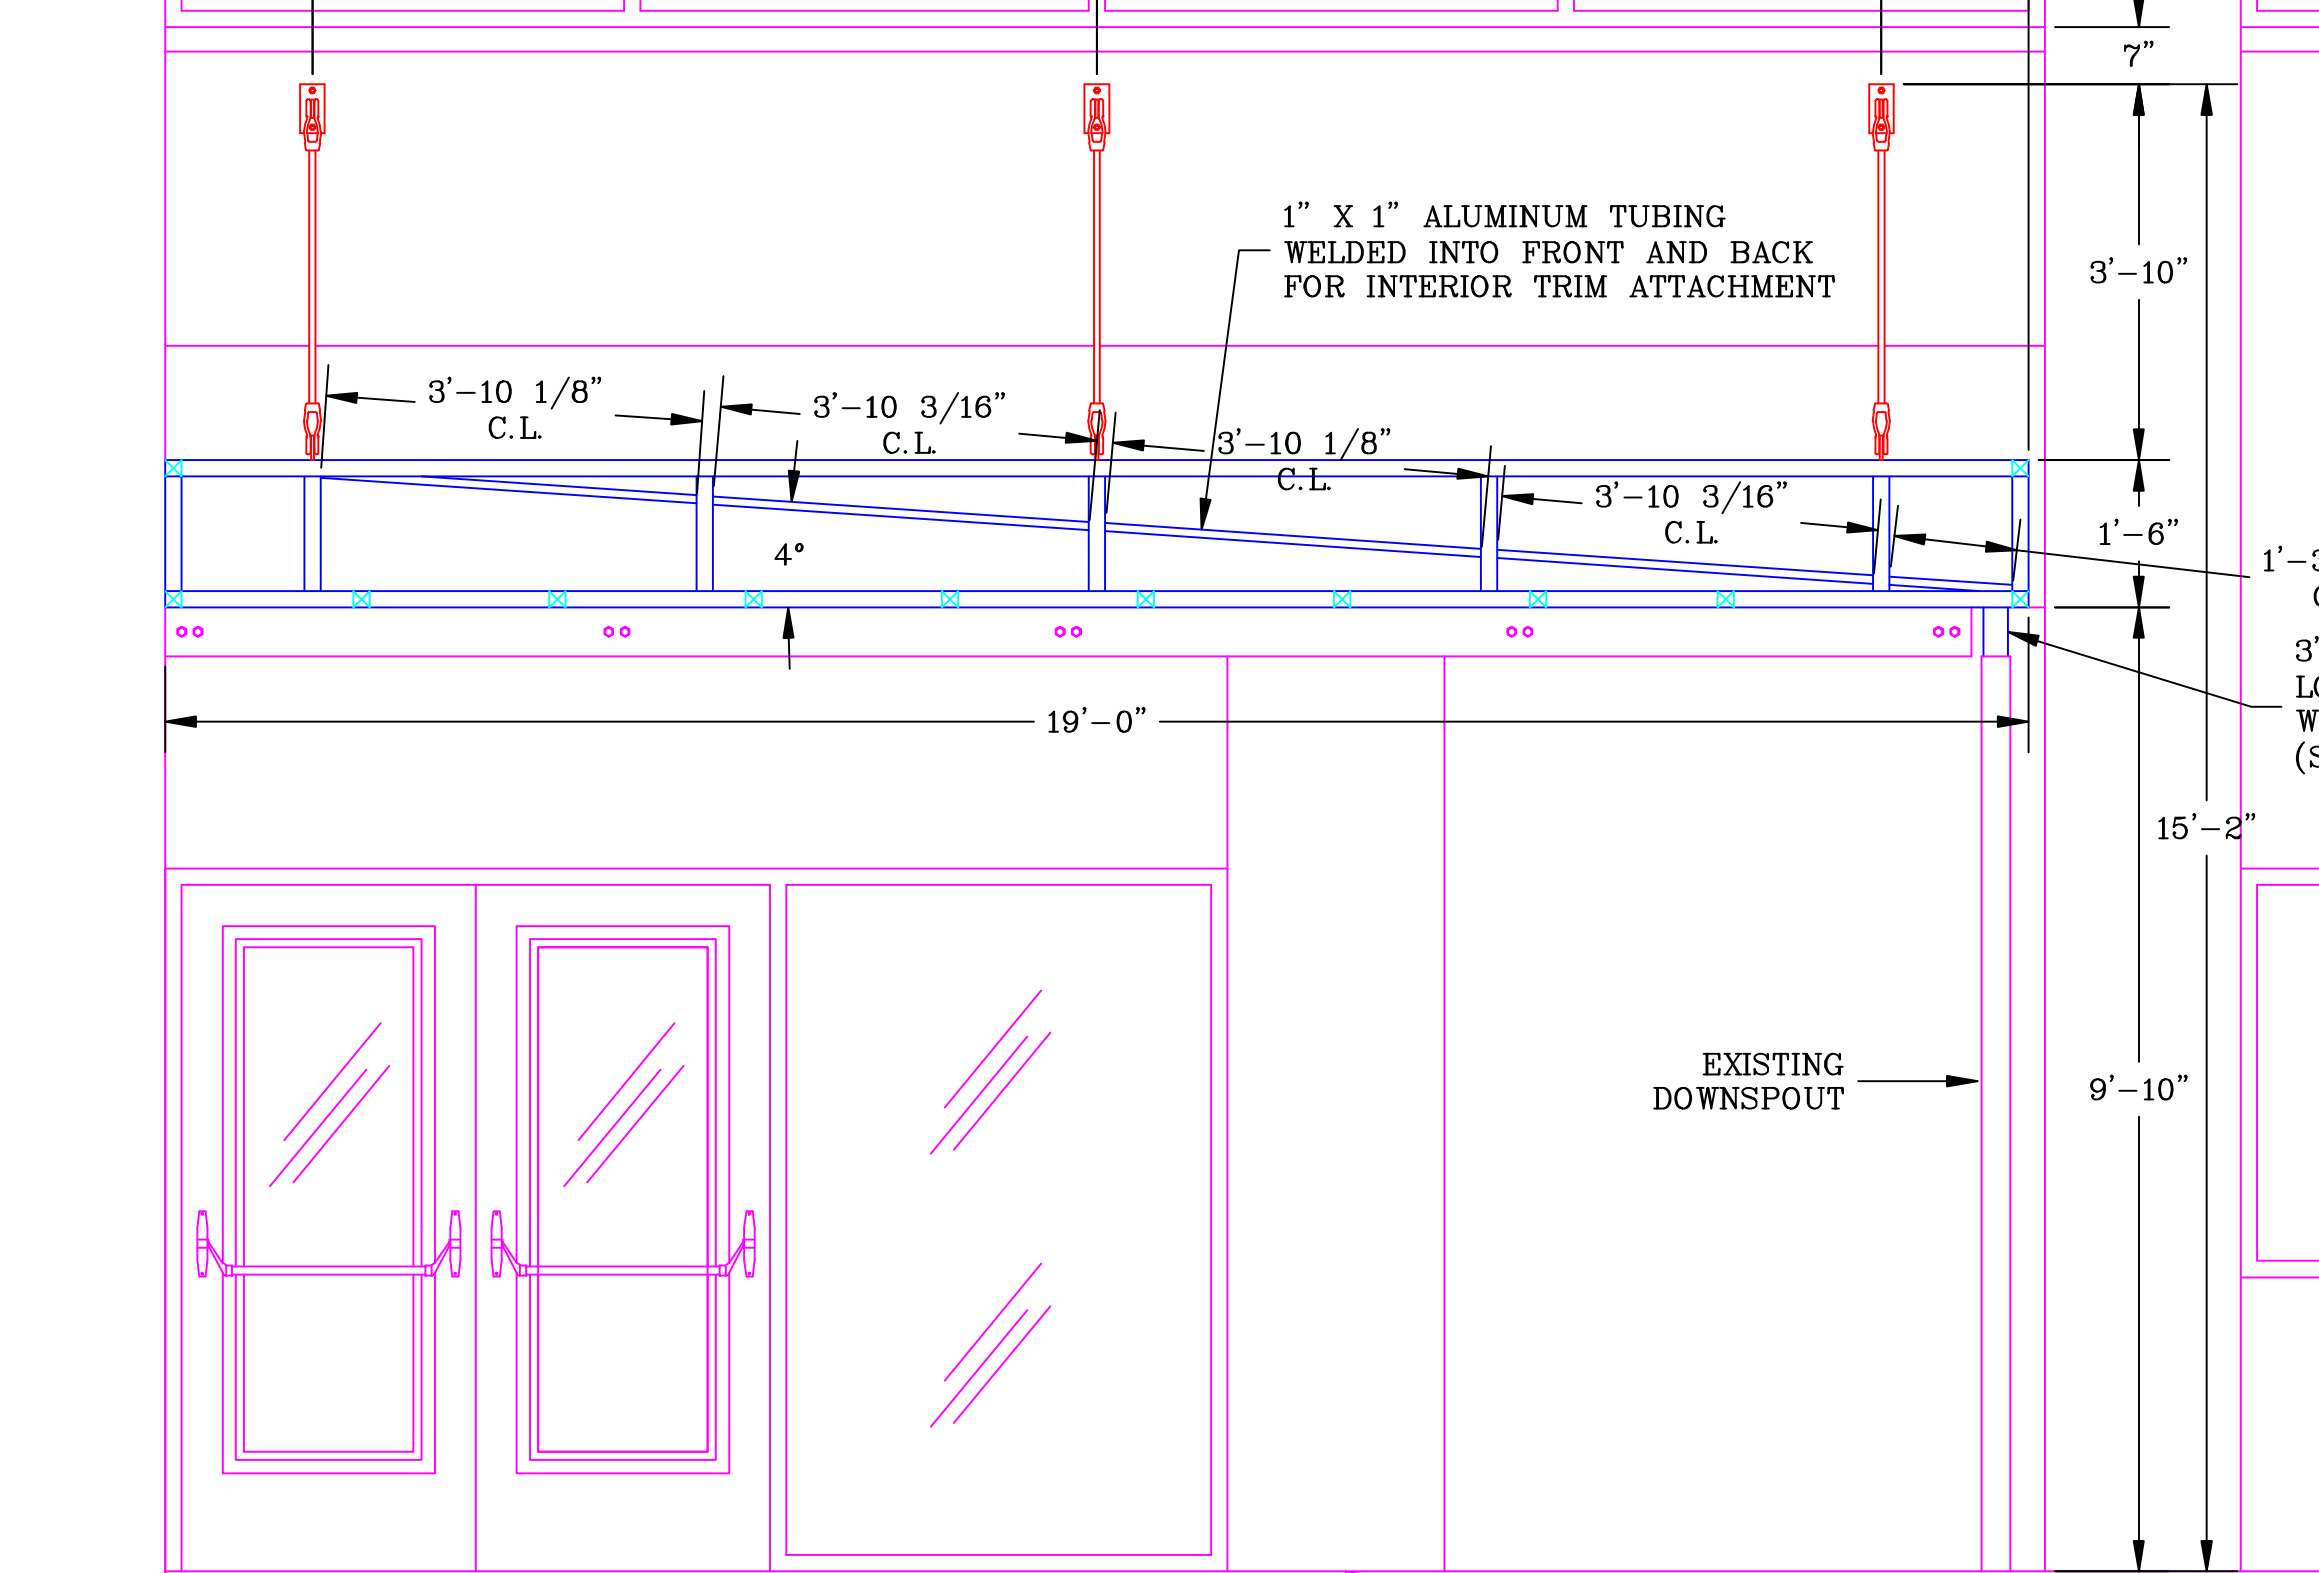 7”
1” X 1” ALUMINUM TUBING
WELDED INTO FRONT AND BACK
FOR INTERIOR TRIM ATTACHMENT
3'-10”
3'-10 1/8”
C.L.
3'-10 3/16”
C.L.
3'-10 1/8”
C.L.
3'-10 3/16”
C.L.
1'-6”
4°
19'-0”
15'-2”
EXISTING
DOWNSPOUT
9'-10”